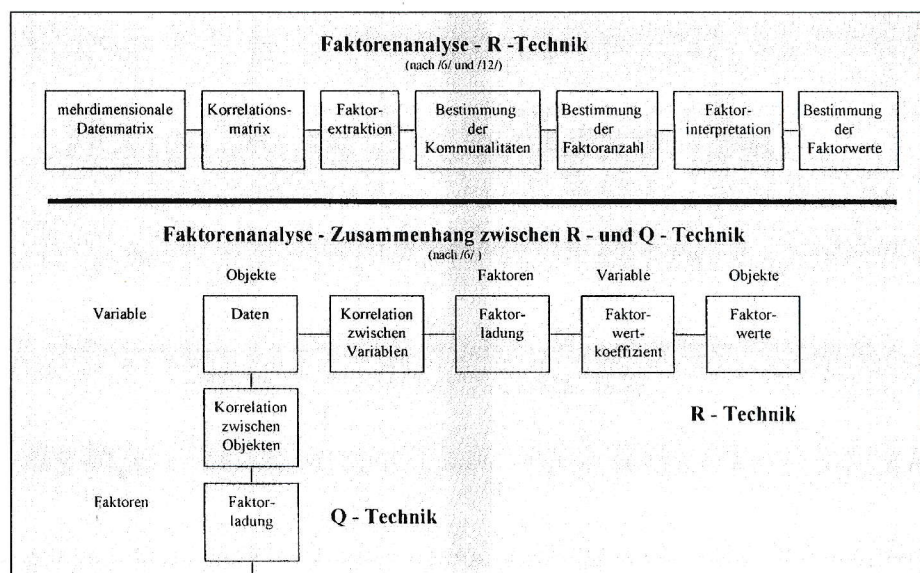 Faktorenanalyse - R -Technik
(nach /6/ und /12/)
mehrdimensionale
Datenmatrix
Korrelations-
matrix
Faktor-
extraktion
Bestimmung
der
Kommunalitäten
Bestimmung
der
Faktoranzahl
Faktor-
interpretation
Bestimmung
der
Faktorwerte
Faktorenanalyse - Zusammenhang zwischen R - und Q - Technik
(nach /6/ )
Objekte
Faktoren
Variable
Objekte
Variable
Daten
Korrelation
zwischen
Variablen
Faktor-
ladung
Faktor-
wert-
koeffizient
Faktor-
werte
Korrelation
zwischen
Objekten
R - Technik
Faktoren
Faktor-
ladung
Q - Technik